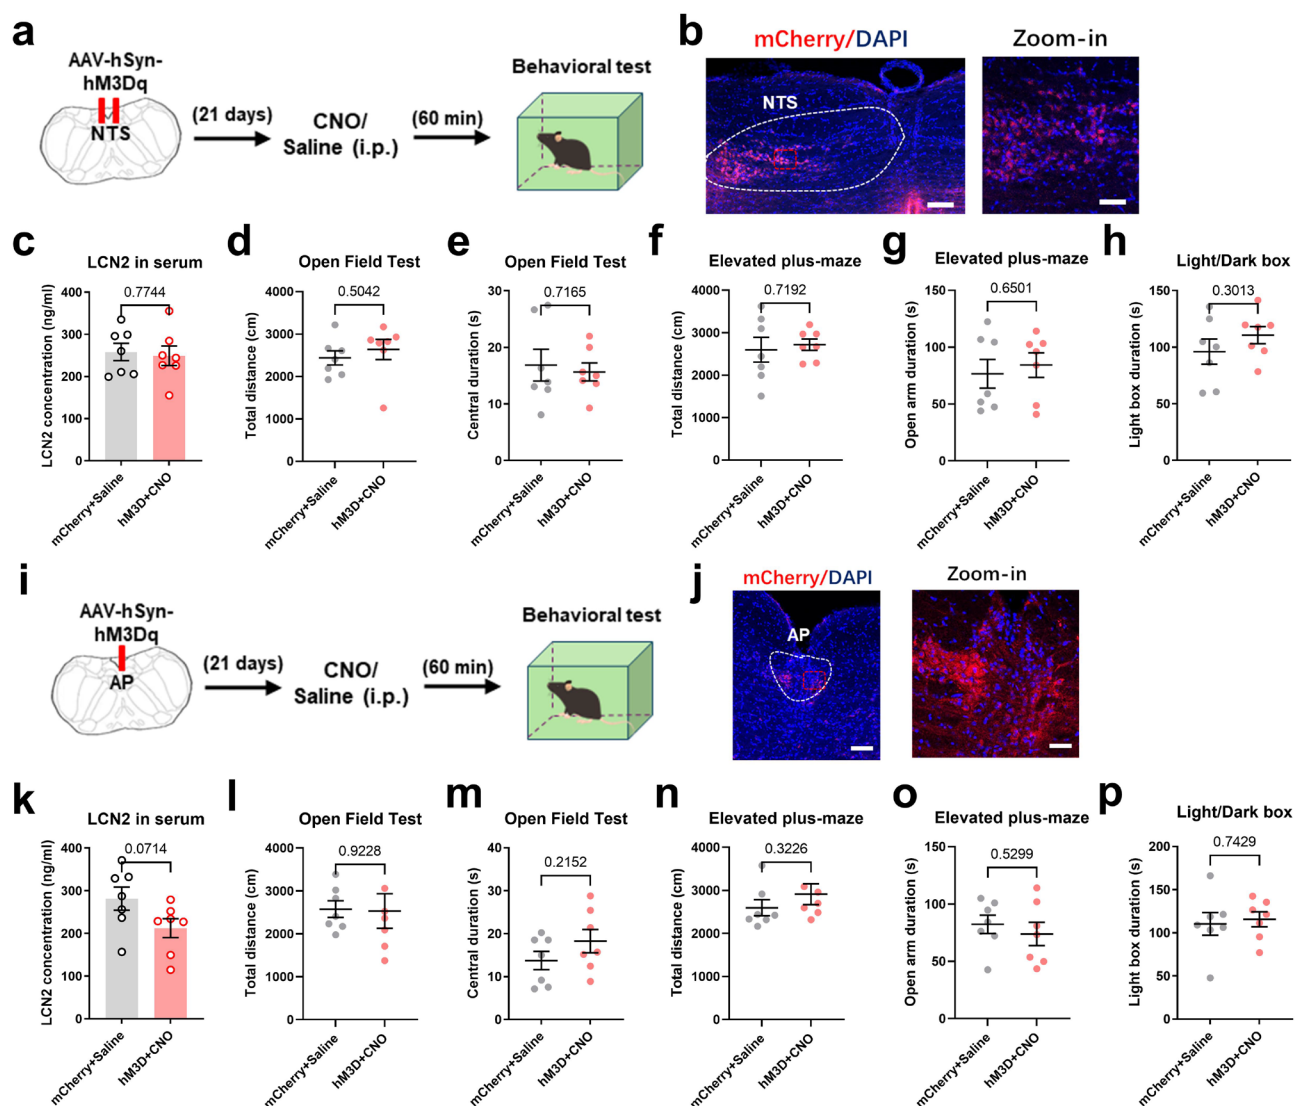 a
AAV-hSyn-
hM3Dq
NTS
(21 days)
CNO/
Saline (i.p.)
(60 min)
Behavioral test
b
mCherry/DAPI
Zoom-in
NTS
c
LCN2 in serum
0.7744
LCN2 concentration (ng/ml)
400
300
200
100
0
mCherry+Saline
hM3D+CNO
d
Open Field Test
0.5042
Total distance (cm)
4000
3000
2000
1000
0
mCherry+Saline
hM3D+CNO
e
Open Field Test
0.7165
Central duration (s)
30
20
10
0
mCherry+Saline
hM3D+CNO
f
Elevated plus-maze
0.7192
Total distance (cm)
4000
3000
2000
1000
0
mCherry+Saline
hM3D+CNO
g
Elevated plus-maze
0.6501
Open arm duration (s)
150
100
50
0
mCherry+Saline
hM3D+CNO
h
Light/Dark box
0.3013
Light box duration (s)
150
100
50
0
mCherry+Saline
hM3D+CNO
i
AAV-hSyn-
hM3Dq
AP
(21 days)
CNO/
Saline (i.p.)
(60 min)
Behavioral test
j
mCherry/DAPI
Zoom-in
AP
k
LCN2 in serum
0.0714
LCN2 concentration (ng/ml)
400
300
200
100
0
mCherry+Saline
hM3D+CNO
l
Open Field Test
0.9228
Total distance (cm)
4000
3000
2000
1000
0
mCherry+Saline
hM3D+CNO
m
Open Field Test
0.2152
Central duration (s)
40
30
20
10
0
mCherry+Saline
hM3D+CNO
n
Elevated plus-maze
0.3226
Total distance (cm)
4000
3000
2000
1000
0
mCherry+Saline
hM3D+CNO
o
Elevated plus-maze
0.5299
Open arm duration (s)
150
100
50
0
mCherry+Saline
hM3D+CNO
p
Light/Dark box
0.7429
Light box duration (s)
200
150
100
50
0
mCherry+Saline
hM3D+CNO